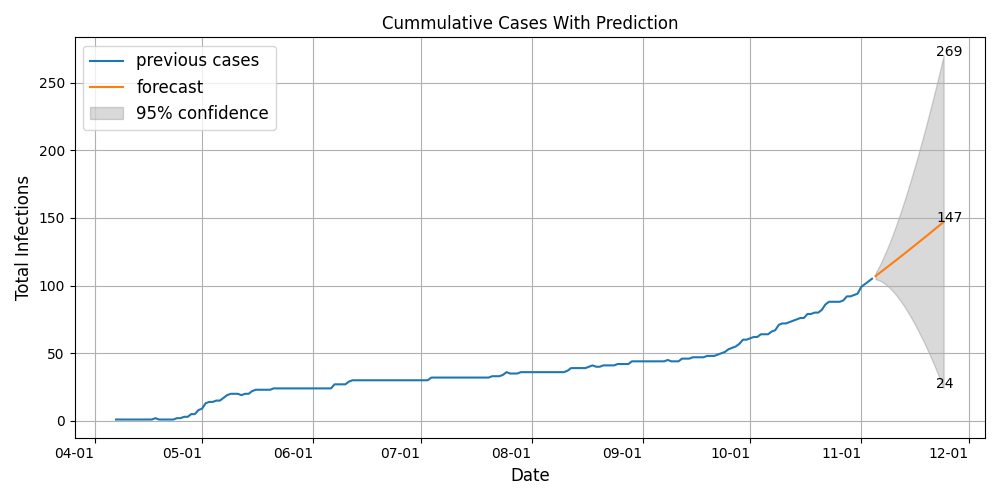 Cummulative Cases With Prediction
previous cases
forecast
95% confidence
269
147
24
250
200
150
100
50
0
Total Infections
04-01 05-01 06-01 07-01 08-01 09-01 10-01 11-01 12-01
Date